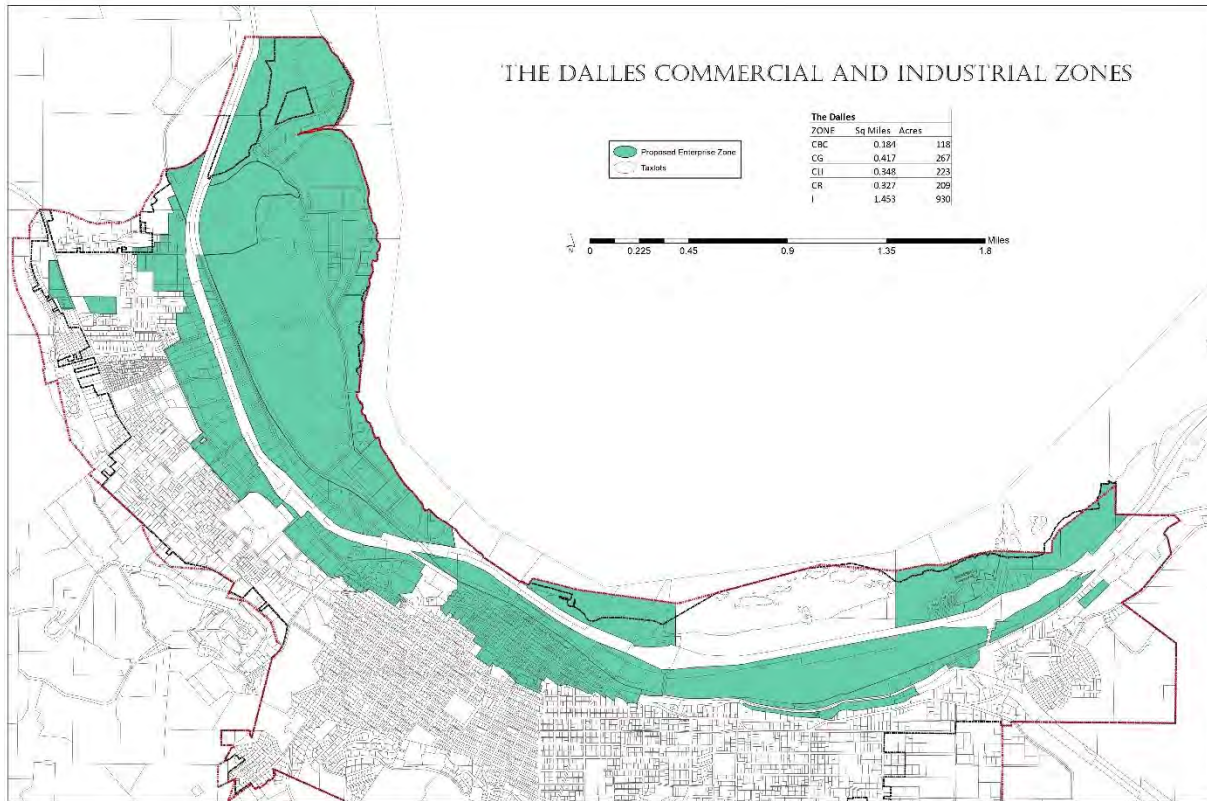 THE DALLES COMMERCIAL AND INDUSTRIAL ZONES
The Dalles
ZONE Sq Miles Acres
CBC 0.184 118
CG 0.417 267
CLI 0.348 223
CR 0.327 209
I 1.453 930
Proposed Enterprise Zone
Taxlots
Miles
0 0.225 0.45 0.9 1.35 1.8